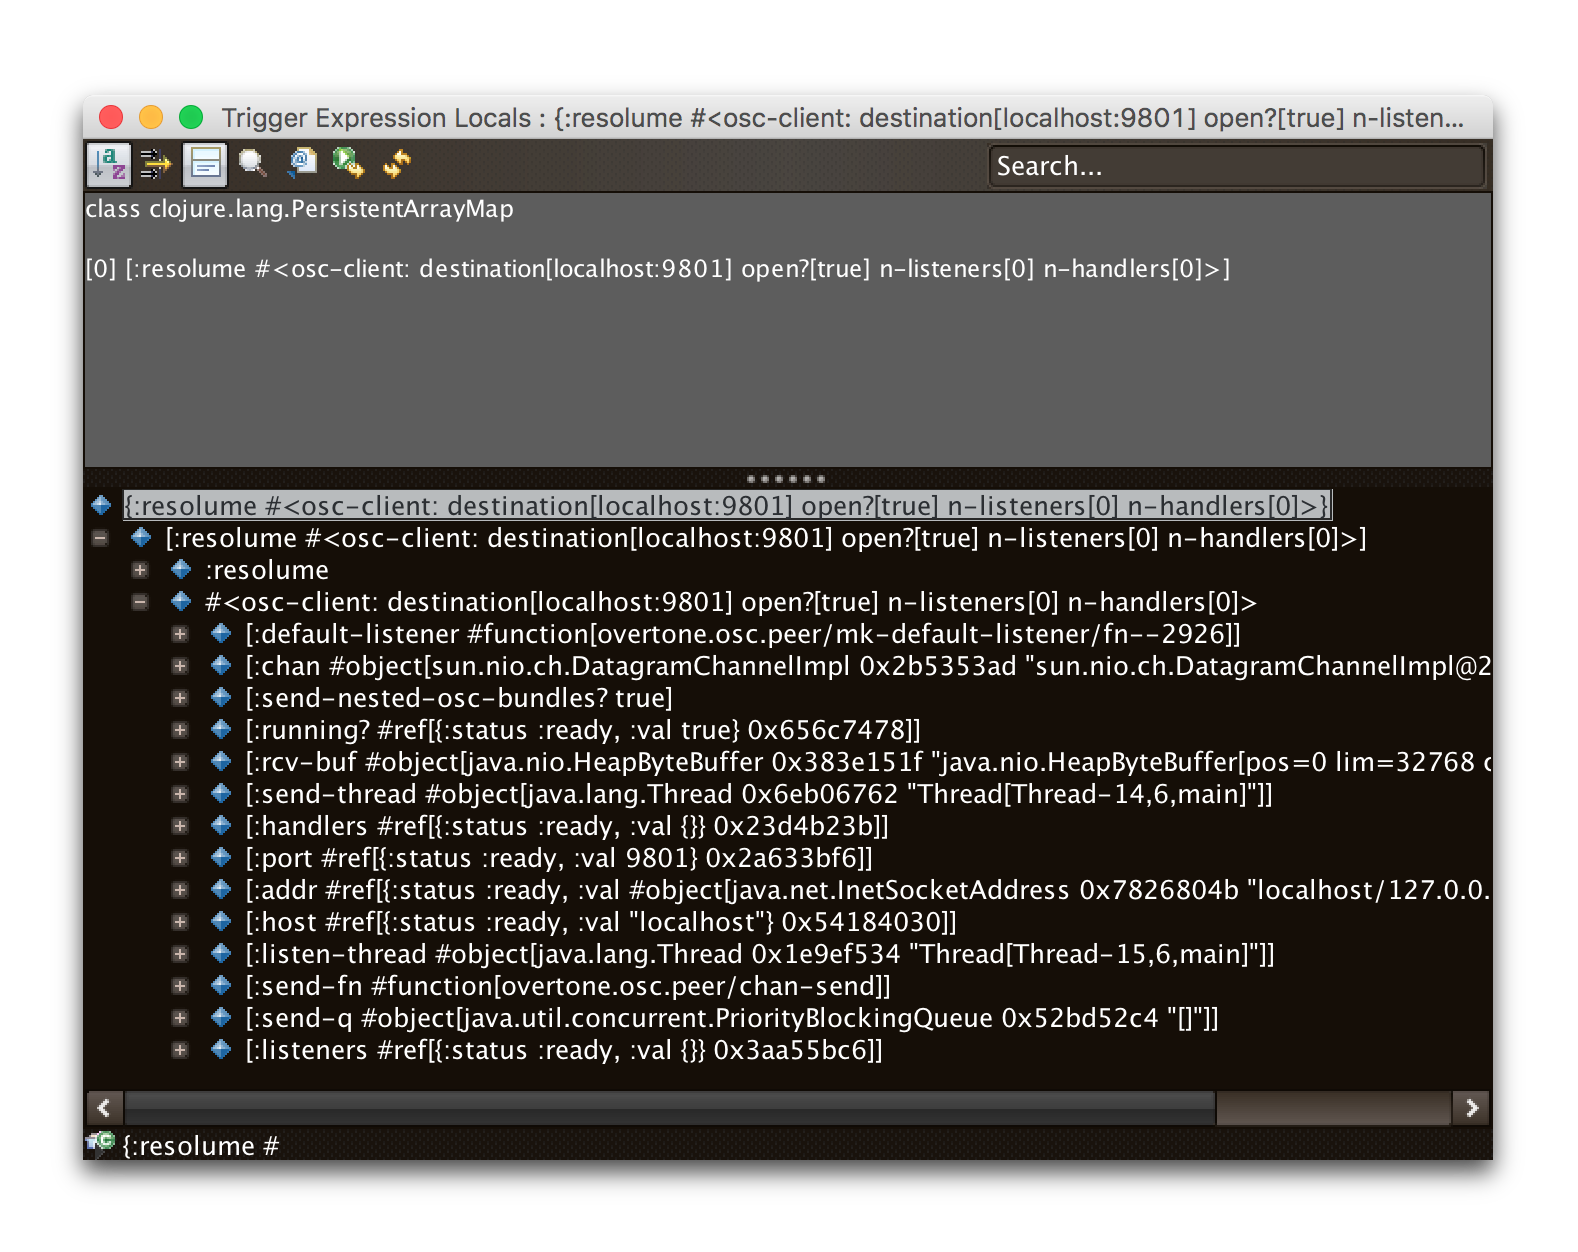 Trigger Expression Locals : {:resolume #<osc-client: destination[localhost:9801] open?[true] n-listen...
Search...
class clojure.lang.PersistentArrayMap
[0] [:resolume #<osc-client: destination[localhost:9801] open?[true] n-listeners[0] n-handlers[0]>]
{:resolume #<osc-client: destination[localhost:9801] open?[true] n-listeners[0] n-handlers[0]>}
[:resolume #<osc-client: destination[localhost:9801] open?[true] n-listeners[0] n-handlers[0]>]
:resolume
#<osc-client: destination[localhost:9801] open?[true] n-listeners[0] n-handlers[0]>
[:default-listener #function[overtone.osc.peer/mk-default-listener/fn--2926]]
[:chan #object[sun.nio.ch.DatagramChannelImpl 0x2b5353ad "sun.nio.ch.DatagramChannelImpl@2
[:send-nested-osc-bundles? true]
[:running? #ref[{:status :ready, :val true} 0x656c7478]]
[:rcv-buf #object[java.nio.HeapByteBuffer 0x383e151f "java.nio.HeapByteBuffer[pos=0 lim=32768 c
[:send-thread #object[java.lang.Thread 0x6eb06762 "Thread[Thread-14,6,main]"]]
[:handlers #ref[{:status :ready, :val {}} 0x23d4b23b]]
[:port #ref[{:status :ready, :val 9801} 0x2a633bf6]]
[:addr #ref[{:status :ready, :val #object[java.net.InetSocketAddress 0x7826804b "localhost/127.0.0.
[:host #ref[{:status :ready, :val "localhost"} 0x54184030]]
[:listen-thread #object[java.lang.Thread 0x1e9ef534 "Thread[Thread-15,6,main]"]]
[:send-fn #function[overtone.osc.peer/chan-send]]
[:send-q #object[java.util.concurrent.PriorityBlockingQueue 0x52bd52c4 "[]"]]
[:listeners #ref[{:status :ready, :val {}} 0x3aa55bc6]]
{:resolume #